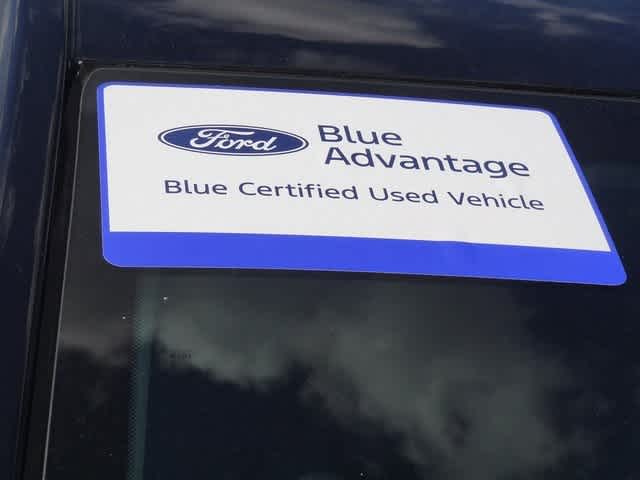 Ford Blue
Advantage
Blue Certified Used Vehicle